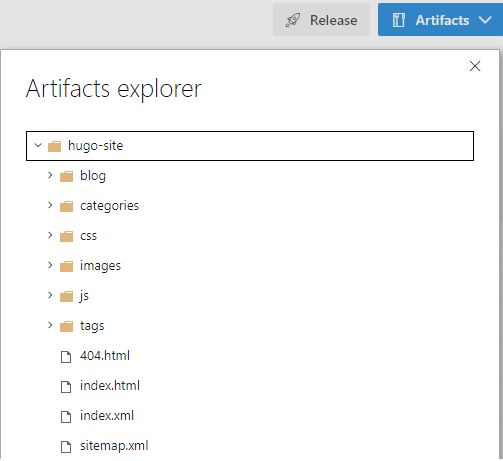 Release Artifacts
Artifacts explorer
hugo-site
blog
categories
css
images
js
tags
404.html
index.html
index.xml
sitemap.xml